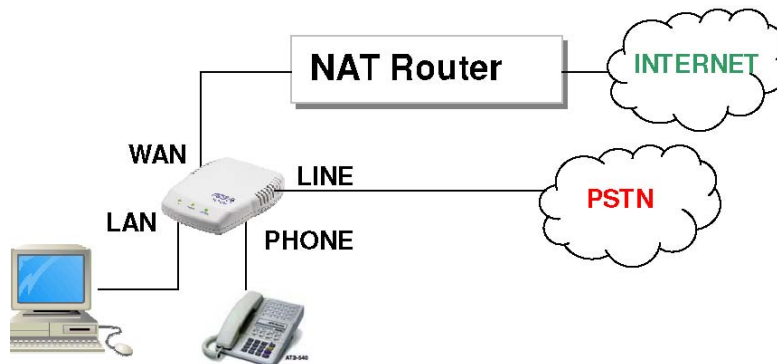 NAT Router
INTERNET
WAN
LINE
PSTN
LAN
PHONE